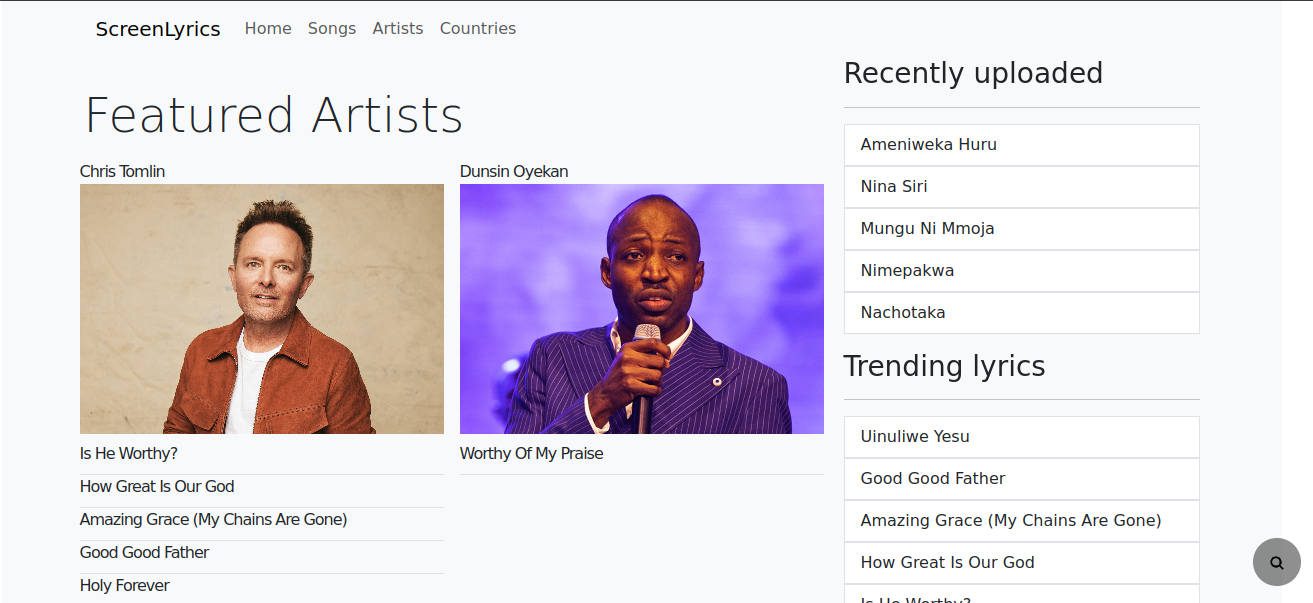 ScreenLyrics Home Songs Artists Countries
Featured Artists
Chris Tomlin
Is He Worthy?
How Great Is Our God
Amazing Grace (My Chains Are Gone)
Good Good Father
Holy Forever
Dunsin Oyekan
Worthy Of My Praise
Recently uploaded
Ameniweka Huru
Nina Siri
Mungu Ni Mmoja
Nimepakwa
Nachotaka
Trending lyrics
Uinuliwe Yesu
Good Good Father
Amazing Grace (My Chains Are Gone)
How Great Is Our God
Is He Worthy?